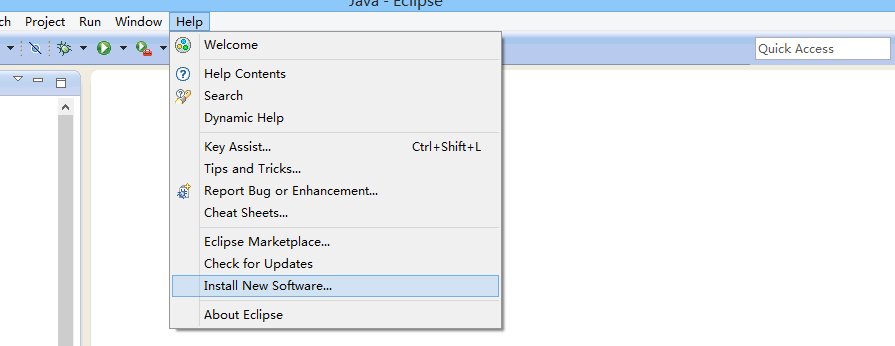 Java - Eclipse
ch Project Run Window Help
Quick Access
Welcome
Help Contents
Search
Dynamic Help
Key Assist... Ctrl+Shift+L
Tips and Tricks...
Report Bug or Enhancement...
Cheat Sheets...
Eclipse Marketplace...
Check for Updates
Install New Software...
About Eclipse